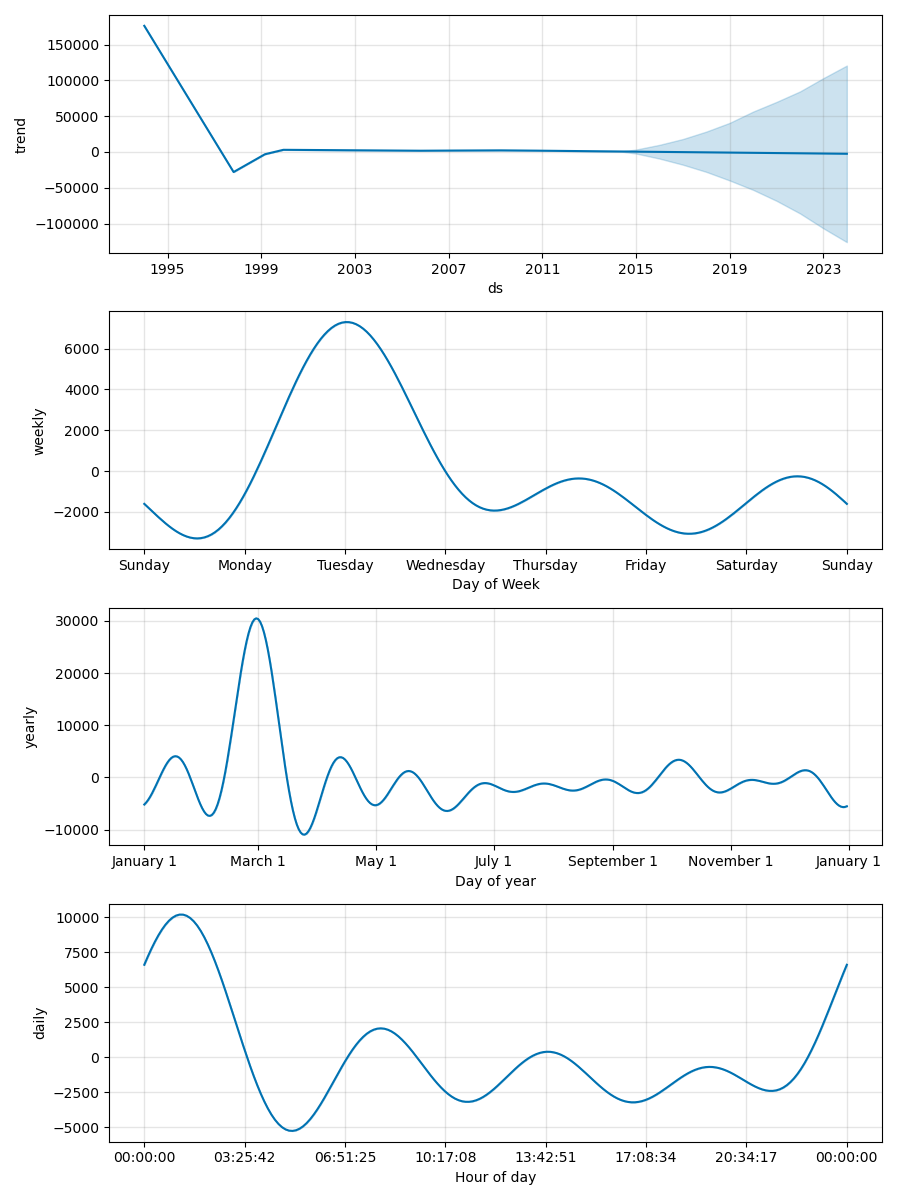 150000
100000
50000
0
−50000
−100000
trend
1995 1999 2003 2007 2011 2015 2019 2023
ds
6000
4000
2000
0
−2000
weekly
Sunday Monday Tuesday Wednesday Thursday Friday Saturday Sunday
Day of Week
30000
20000
10000
0
−10000
yearly
January 1 March 1 May 1 July 1 September 1 November 1 January 1
Day of year
10000
7500
5000
2500
0
−2500
−5000
daily
00:00:00 03:25:42 06:51:25 10:17:08 13:42:51 17:08:34 20:34:17 00:00:00
Hour of day